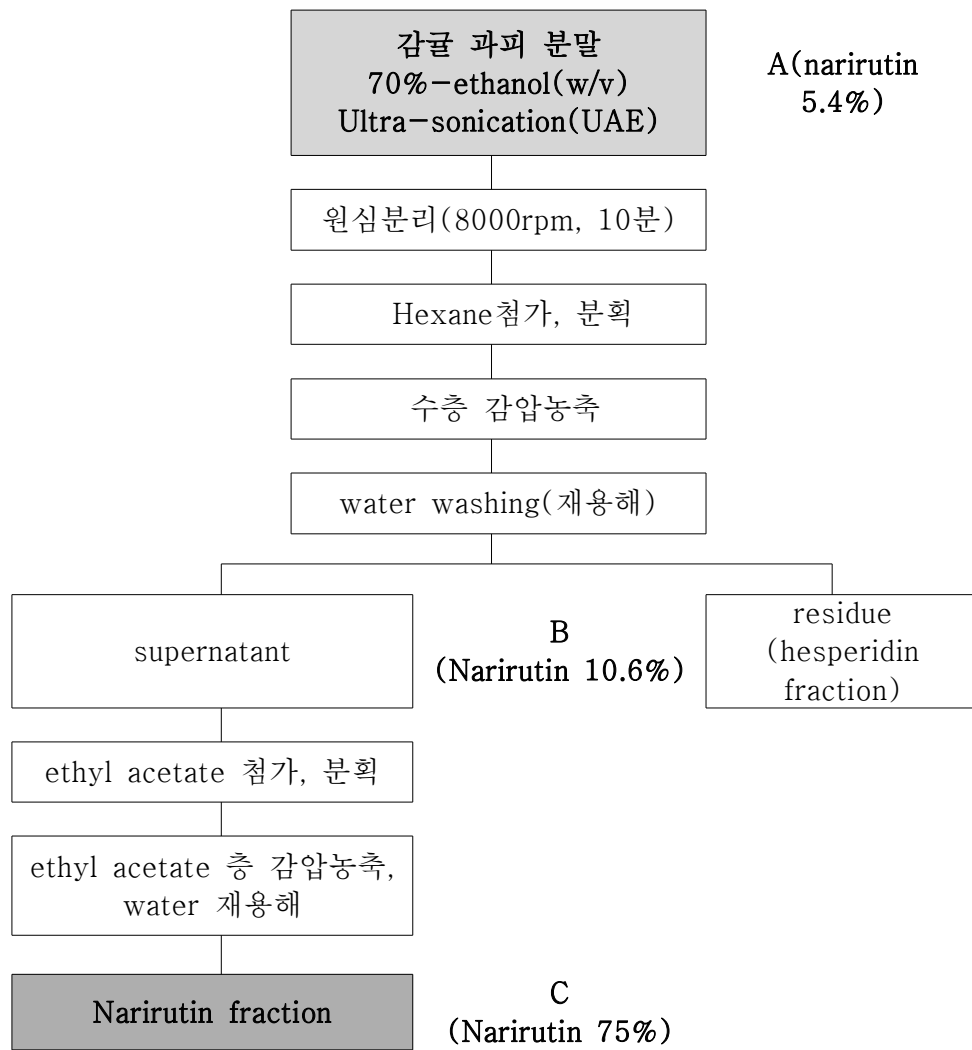 감귤 과피 분말
70%-ethanol(w/v)
Ultra-sonication(UAE)
A(narirutin
5.4%)
원심분리(8000rpm, 10분)
Hexane첨가, 분획
수층 감압농축
water washing(재용해)
supernatant
B
(Narirutin 10.6%)
residue
(hesperidin
fraction)
ethyl acetate 첨가, 분획
ethyl acetate 층 감압농축,
water 재용해
Narirutin fraction
C
(Narirutin 75%)